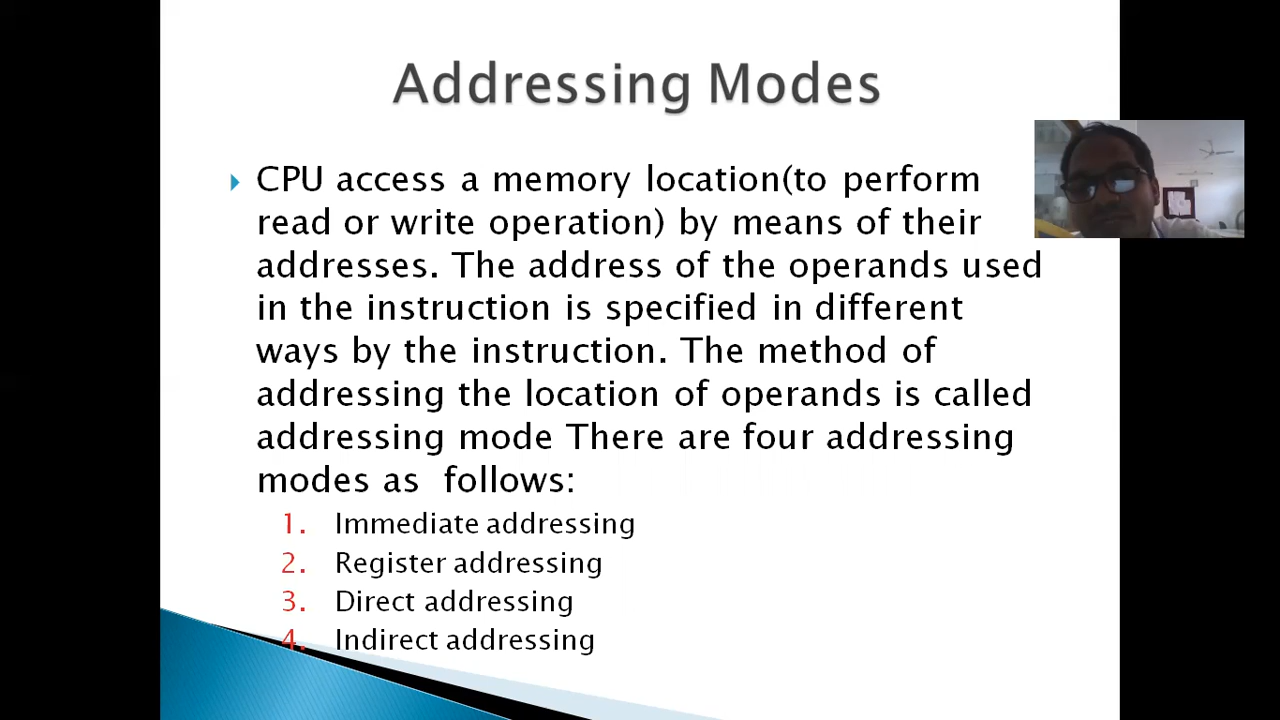 Addressing Modes
CPU access a memory location(to perform
read or write operation) by means of their
addresses. The address of the operands used
in the instruction is specified in different
ways by the instruction. The method of
addressing the location of operands is called
addressing mode There are four addressing
modes as  follows:
1. Immediate addressing
2. Register addressing
3. Direct addressing
4. Indirect addressing